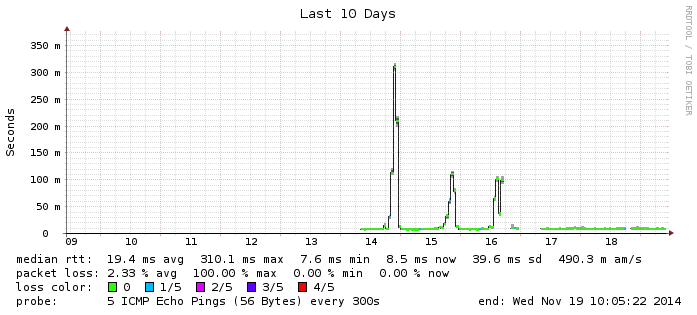 Last 10 Days
RRDTOOL / TOBI OETIKER
Seconds
350 m
300 m
250 m
200 m
150 m
100 m
50 m
0
09 10 11 12 13 14 15 16 17 18
median rtt: 19.4 ms avg 310.1 ms max 7.6 ms min 8.5 ms now 39.6 ms sd 490.3 m am/s
packet loss: 2.33 % avg 100.00 % max 0.00 % min 0.00 % now
loss color: 0 1/5 2/5 3/5 4/5
probe: 5 ICMP Echo Pings (56 Bytes) every 300s end: Wed Nov 19 10:05:22 2014